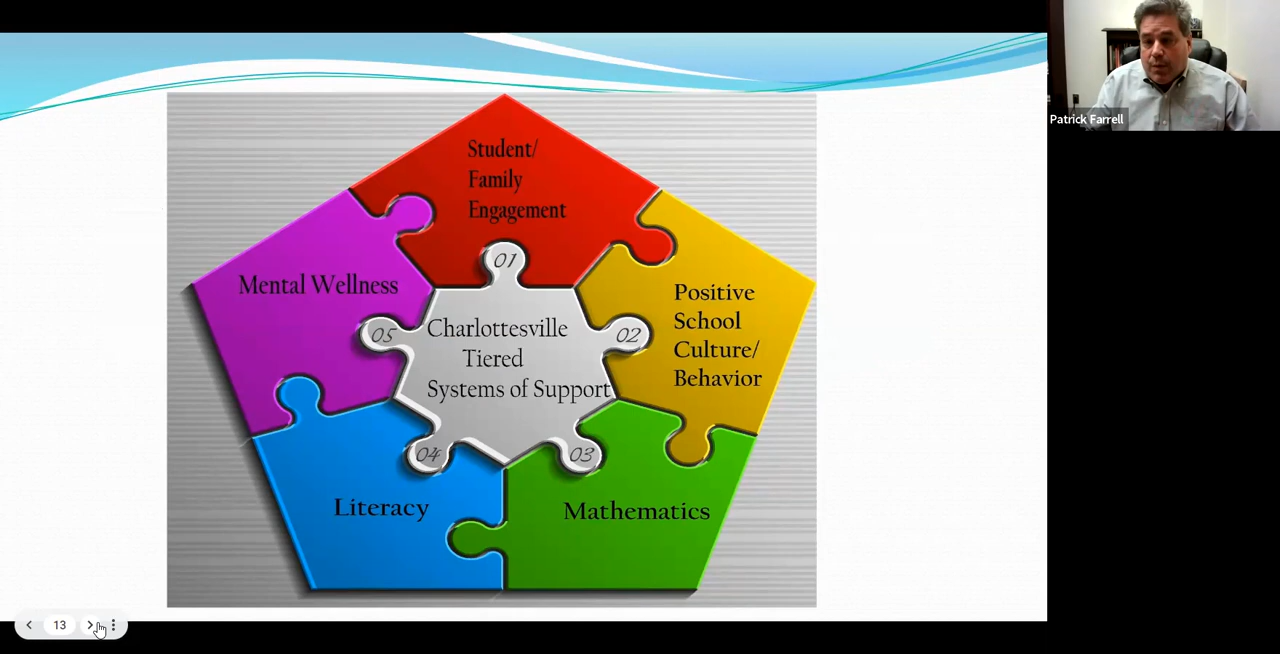 Patrick Farrell
Student/
Family
Engagement
01
Mental Wellness
Positive
School
Culture/
Behavior
05
02
Charlottesville
Tiered
Systems of Support
04
03
Literacy
Mathematics
13